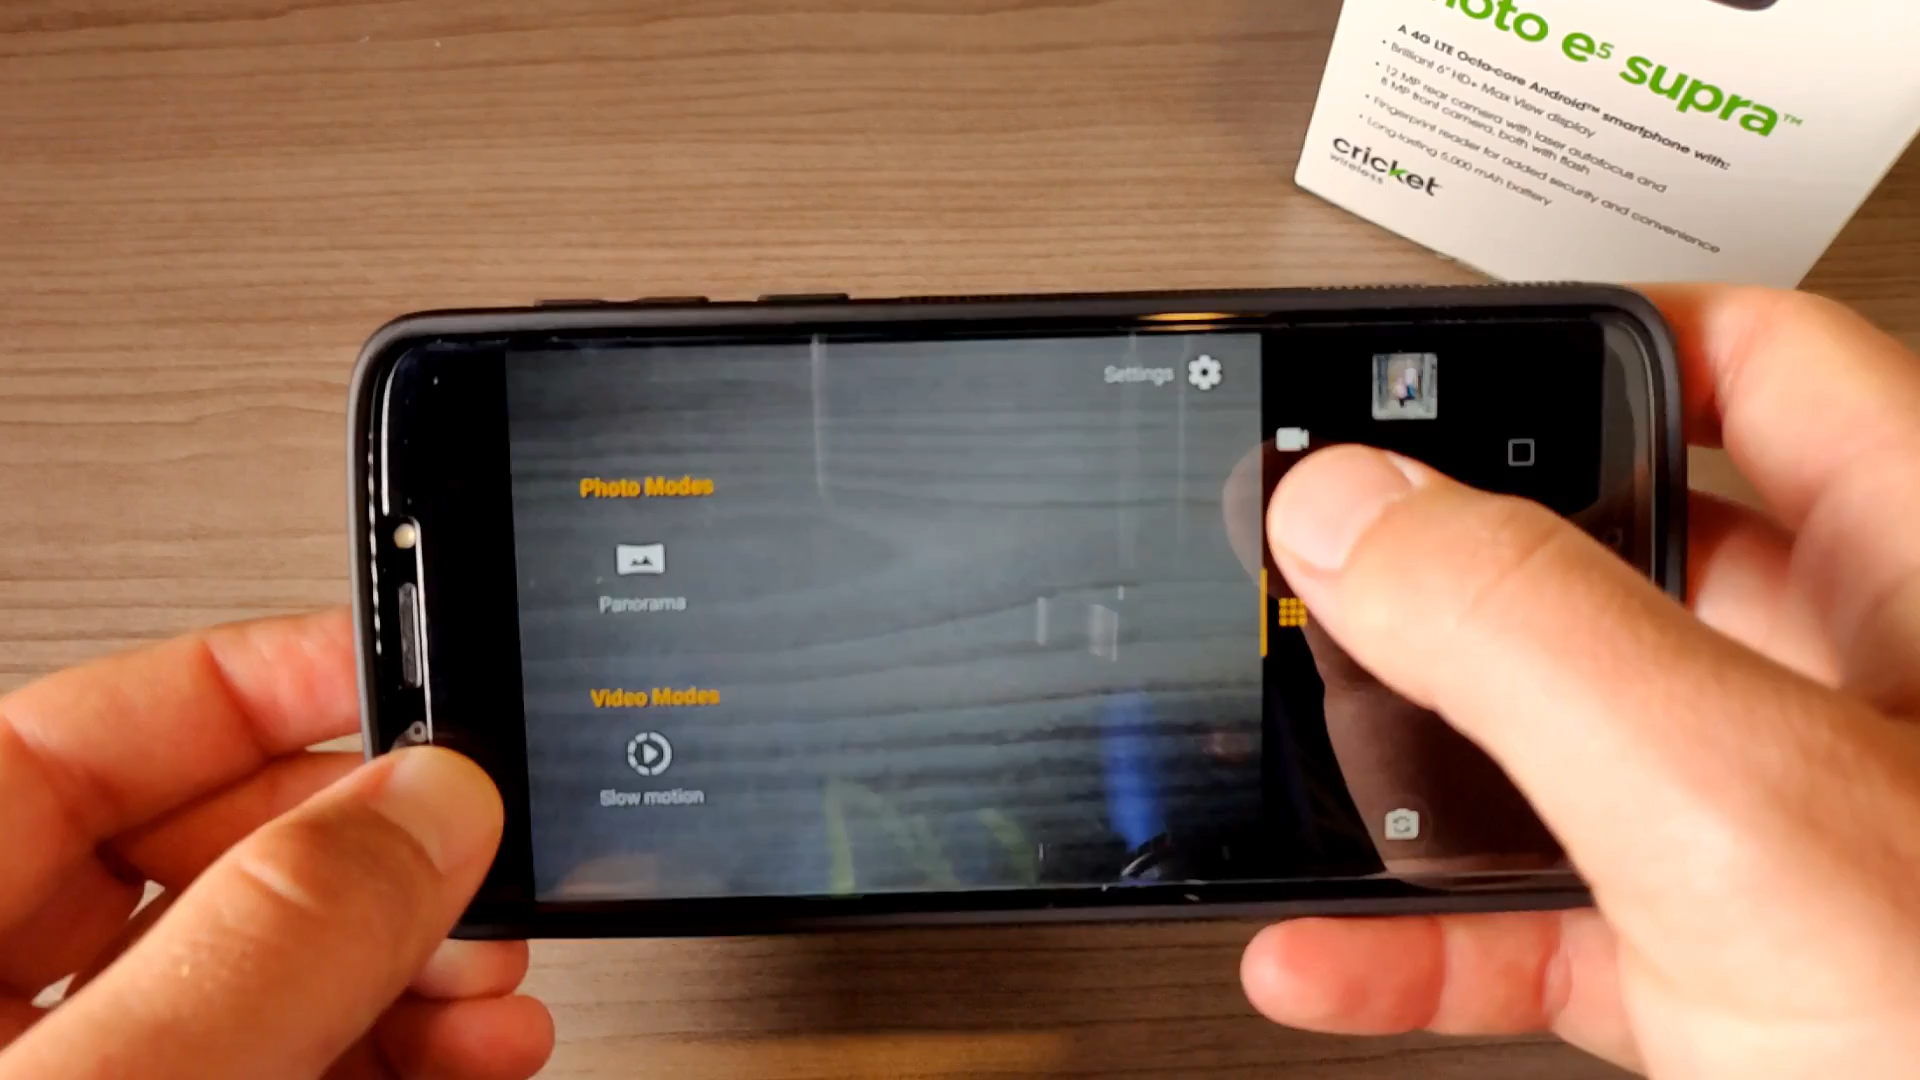 moto e5 supra™
A 4G LTE Octa-core Android™ smartphone with:
• Brilliant 6" HD+ Max View display
• 12 MP rear camera with laser autofocus and
8 MP front camera, both with flash
• Fingerprint reader for added security and convenience
• Long-lasting 5,000 mAh battery
cricket
wireless
Settings
Photo Modes
Panorama
Video Modes
Slow motion